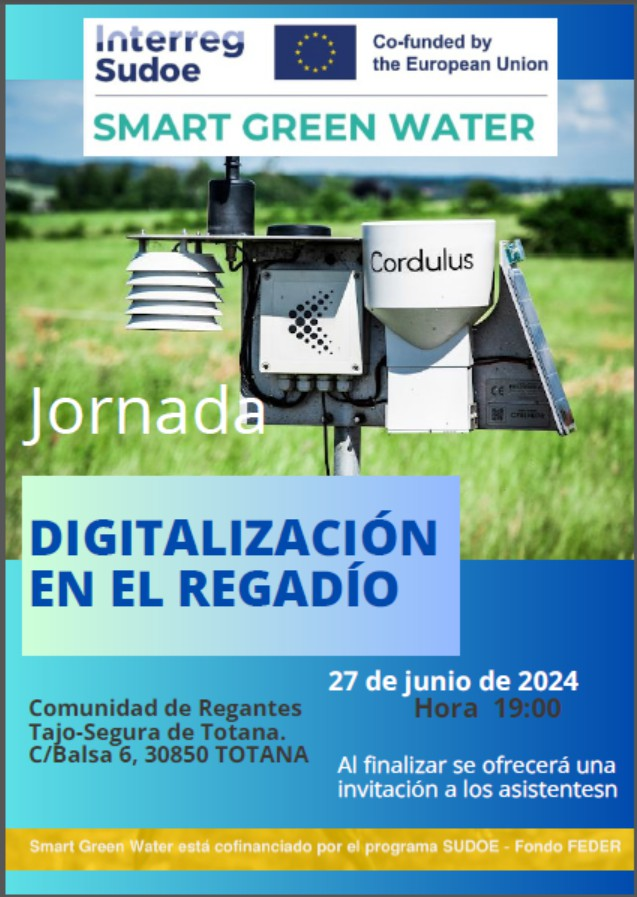 Interreg
Sudoe
Co-funded by
the European Union
SMART GREEN WATER
Cordulus
Jornada
DIGITALIZACIÓN
EN EL REGADÍO
27 de junio de 2024
Hora 19:00
Comunidad de Regantes
Tajo-Segura de Totana.
C/Balsa 6, 30850 TOTANA
Al finalizar se ofrecerá una
invitación a los asistentesn
Smart Green Water está cofinanciado por el programa SUDOE - Fondo FEDER